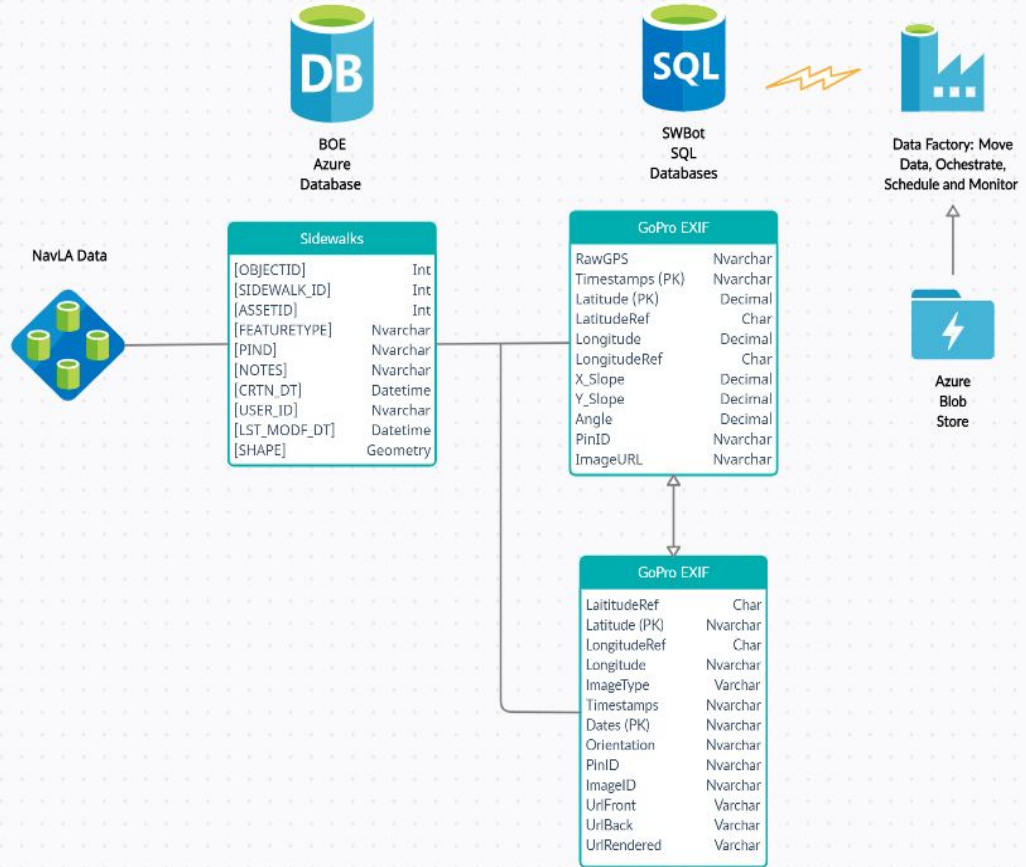 DB
SQL
BOE
Azure
Database
SWBot
SQL
Databases
Data Factory: Move
Data, Ochestrate,
Schedule and Monitor
NavLA Data
Sidewalks
[OBJECTID] Int
[SIDEWALK_ID] Int
[ASSETID] Int
[FEATURETYPE] Nvarchar
[PIND] Nvarchar
[NOTES] Nvarchar
[CRTN_DT] Datetime
[USER_ID] Nvarchar
[LST_MODF_DT] Datetime
[SHAPE] Geometry
GoPro EXIF
RawGPS Nvarchar
Timestamps (PK) Nvarchar
Latitude (PK) Decimal
LatitudeRef Char
Longitude Decimal
LongitudeRef Char
X_Slope Decimal
Y_Slope Decimal
Angle Decimal
PinID Nvarchar
ImageURL Nvarchar
Azure
Blob
Store
GoPro EXIF
LaititudeRef Char
Latitude (PK) Nvarchar
LongitudeRef Char
Longitude Nvarchar
ImageType Varchar
Timestamps Nvarchar
Dates (PK) Nvarchar
Orientation Nvarchar
PinID Nvarchar
ImageID Nvarchar
UrlFront Varchar
UrlBack Varchar
UrlRendered Varchar